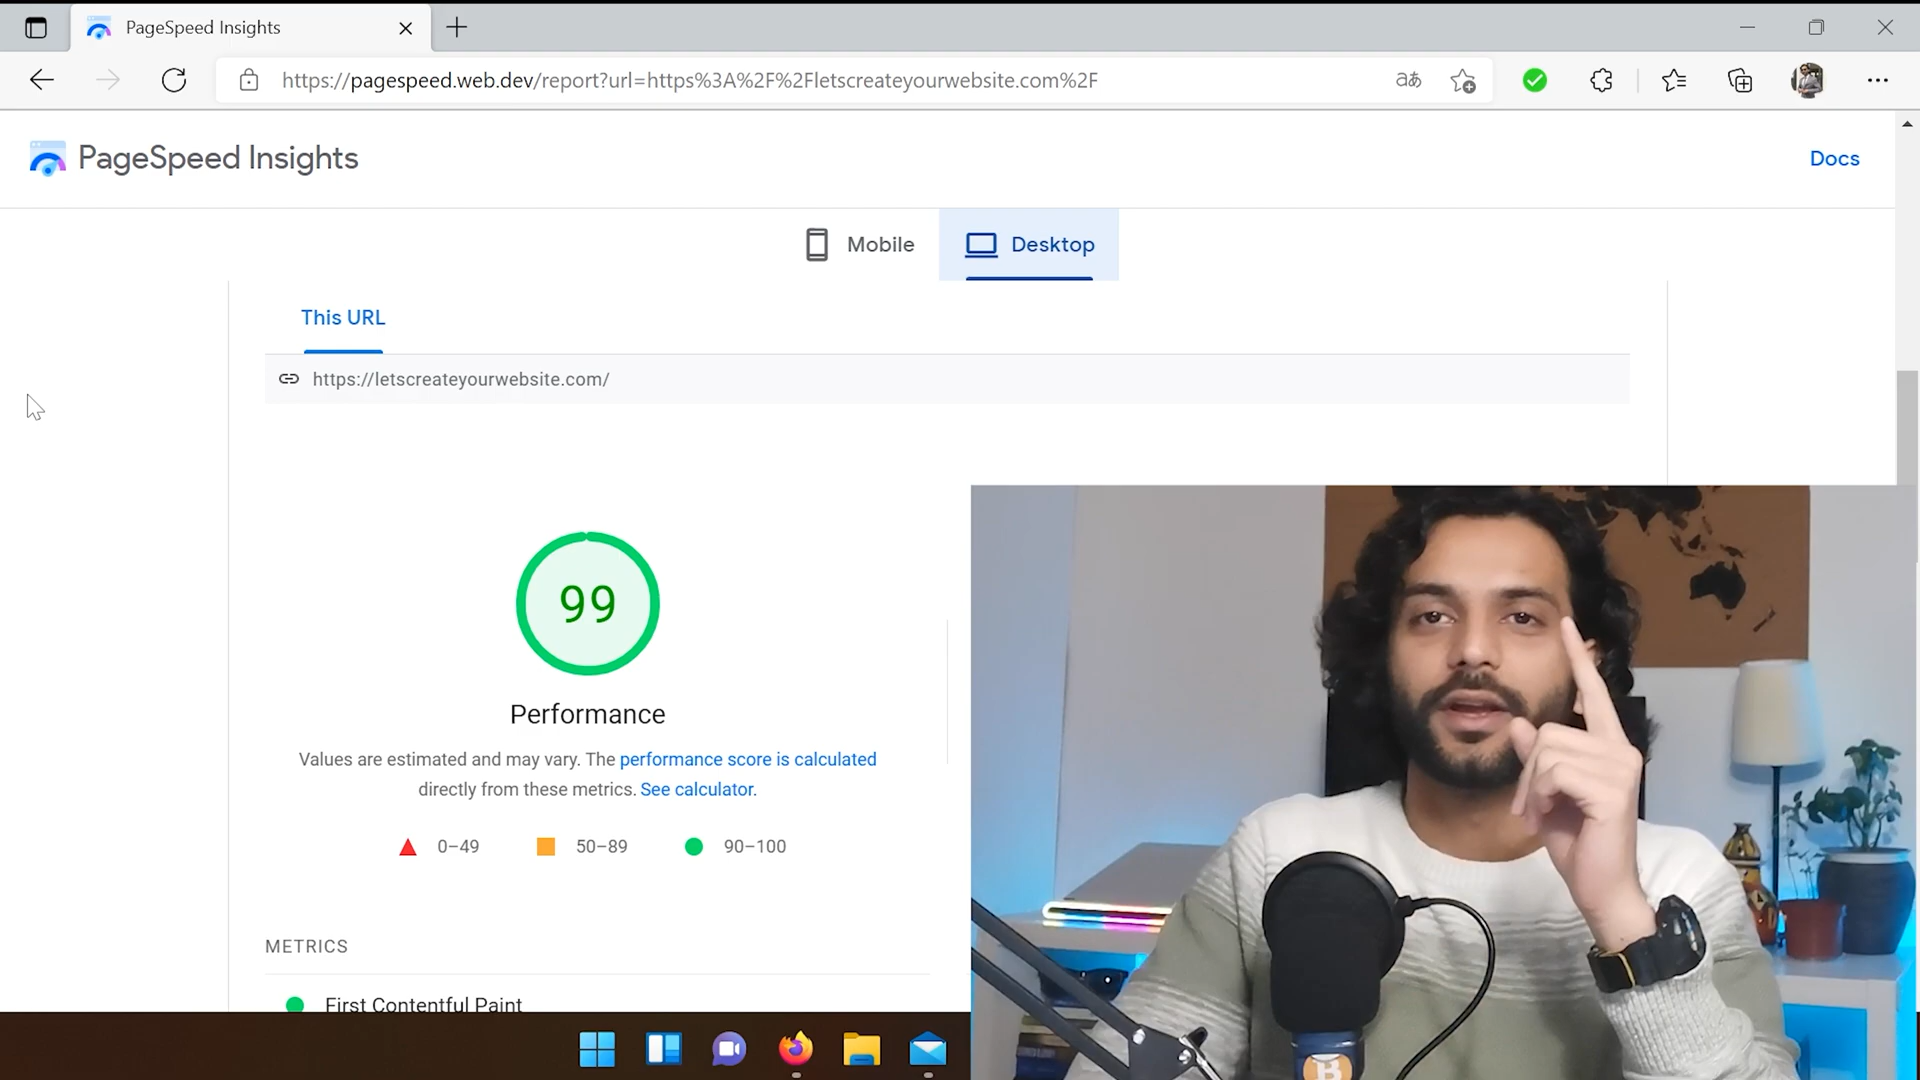 PageSpeed Insights
https://pagespeed.web.dev/report?url=https%3A%2F%2Fletscreateyourwebsite.com%2F
aあ
PageSpeed Insights
Docs
Mobile
Desktop
This URL
https://letscreateyourwebsite.com/
99
Performance
Values are estimated and may vary. The performance score is calculated
directly from these metrics. See calculator.
0–49
50–89
90–100
METRICS
First Contentful Paint